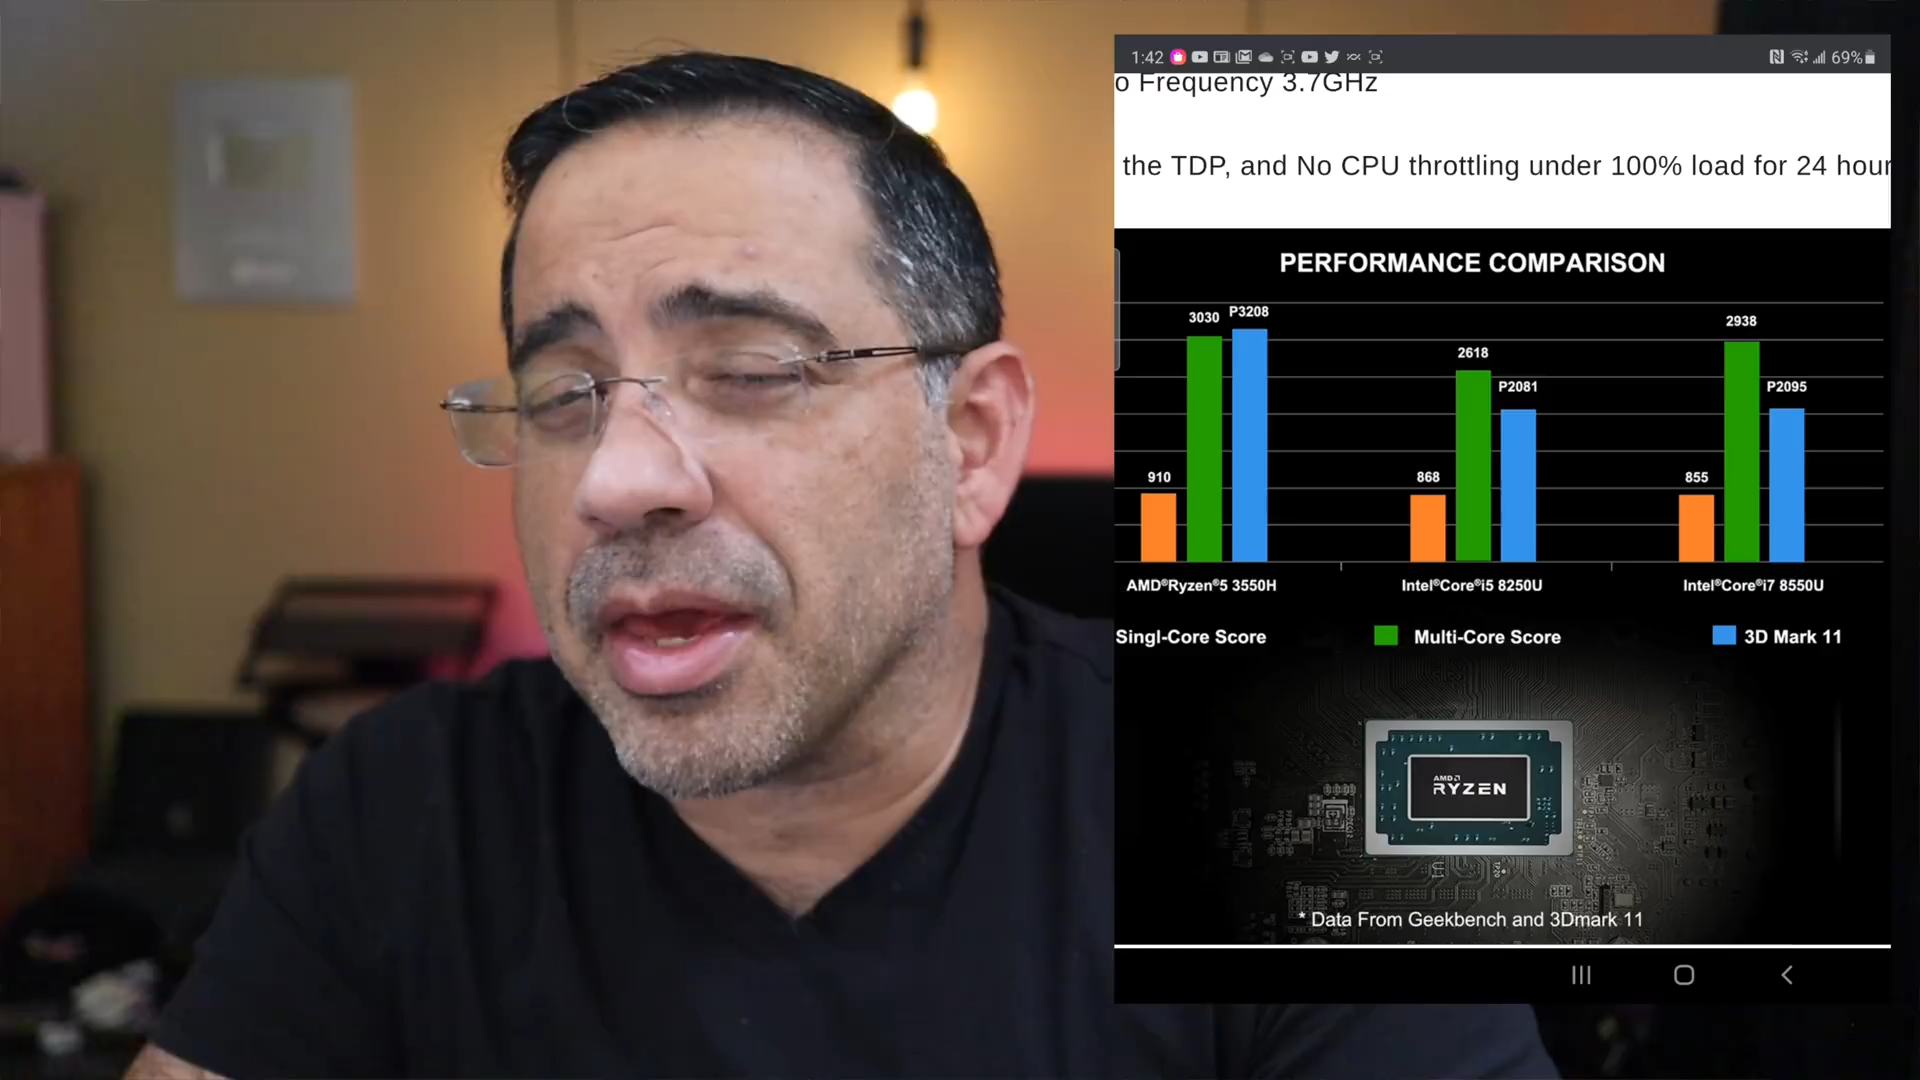 1:42
69%
o Frequency 3.7GHz
the TDP, and No CPU throttling under 100% load for 24 hour
PERFORMANCE COMPARISON
3030 P3208
2938
2618
P2081
P2095
910
868
855
AMD®Ryzen®5 3550H
Intel®Core®i5 8250U
Intel®Core®i7 8550U
Singl-Core Score
Multi-Core Score
3D Mark 11
AMD
RYZEN
* Data From Geekbench and 3Dmark 11